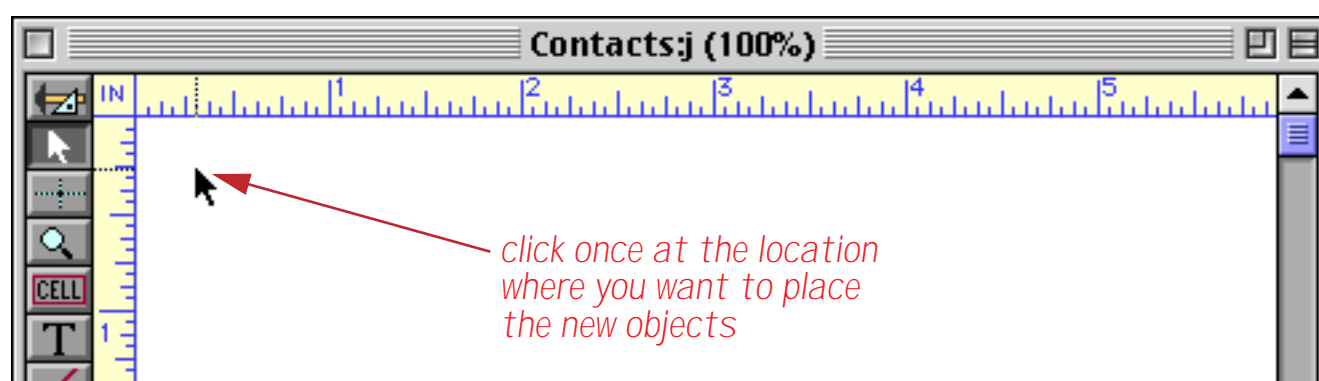 Contacts:j (100%)
IN 1 2 3 4 5
click once at the location
where you want to place
CELL
the new objects
T 1